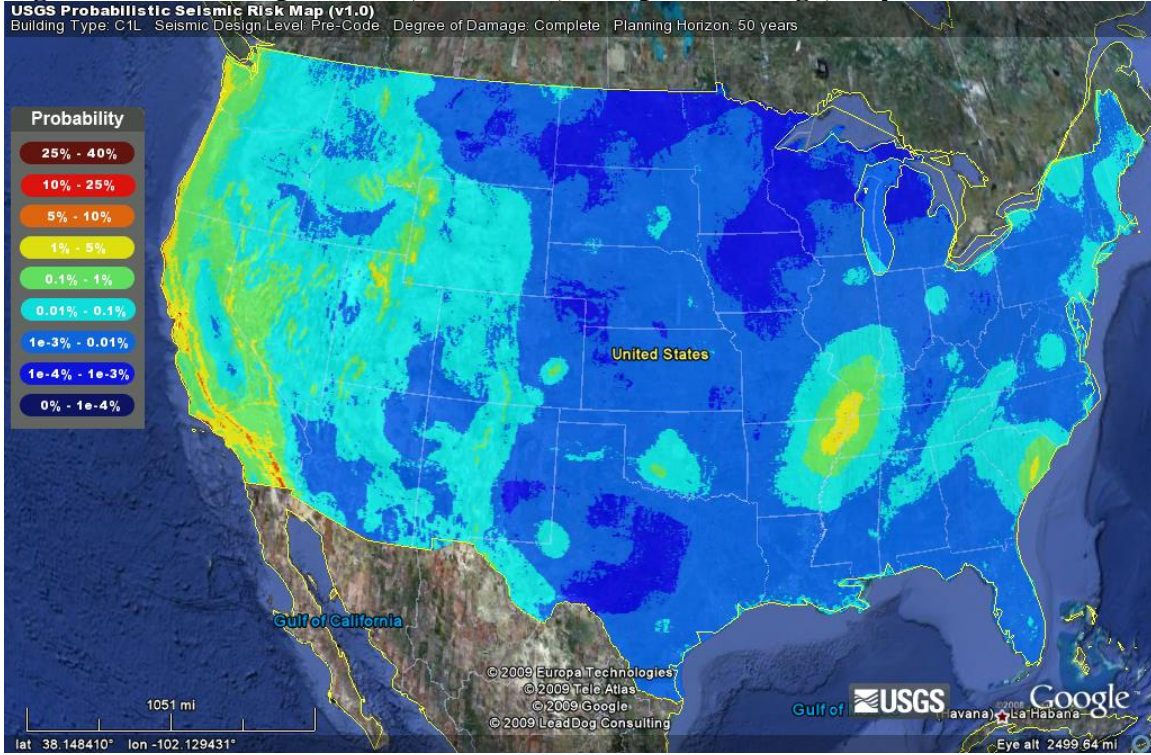 USGS Probabilistic Seismic Risk Map (v1.0)
Building Type: C1L Seismic Design Level: Pre-Code Degree of Damage: Complete Planning Horizon: 50 years
Probability
25% - 40%
10% - 25%
5% - 10%
1% - 5%
0.1% - 1%
0.01% - 0.1%
1e-3% - 0.01%
1e-4% - 1e-3%
0% - 1e-4%
United States
Gulf of California
© 2009 Europa Technologies
© 2009 Tele Atlas
© 2009 Google
© 2009 LeadDog Consulting
1051 mi
Gulf of
USGS
©2008 Google
(Havana) La Habana
lat 38.148410° lon -102.129431°
Eye alt 2499.64 mi